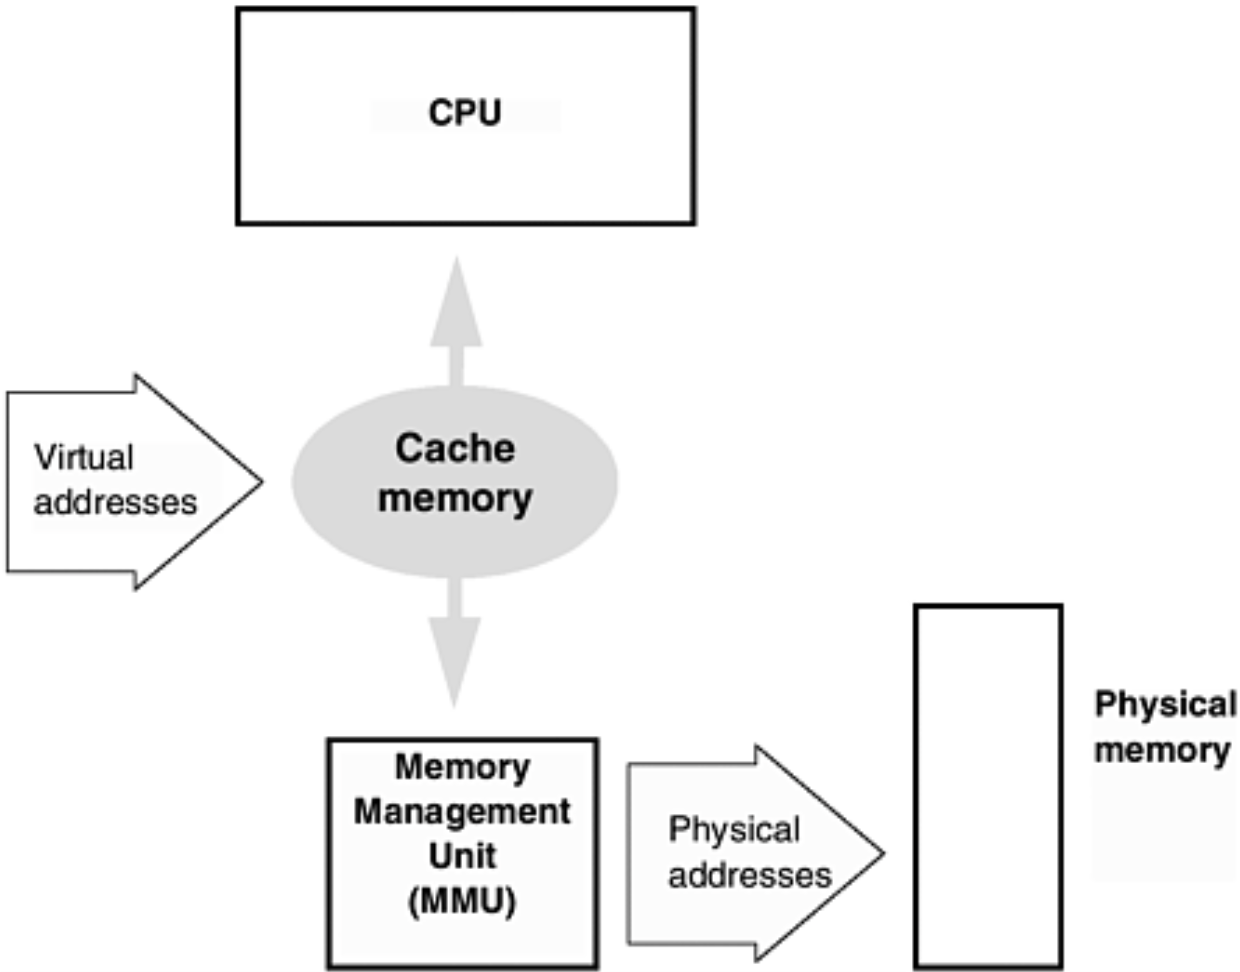 CPU
Virtual
addresses
Cache
memory
Memory
Management
Unit
(MMU)
Physical
addresses
Physical
memory